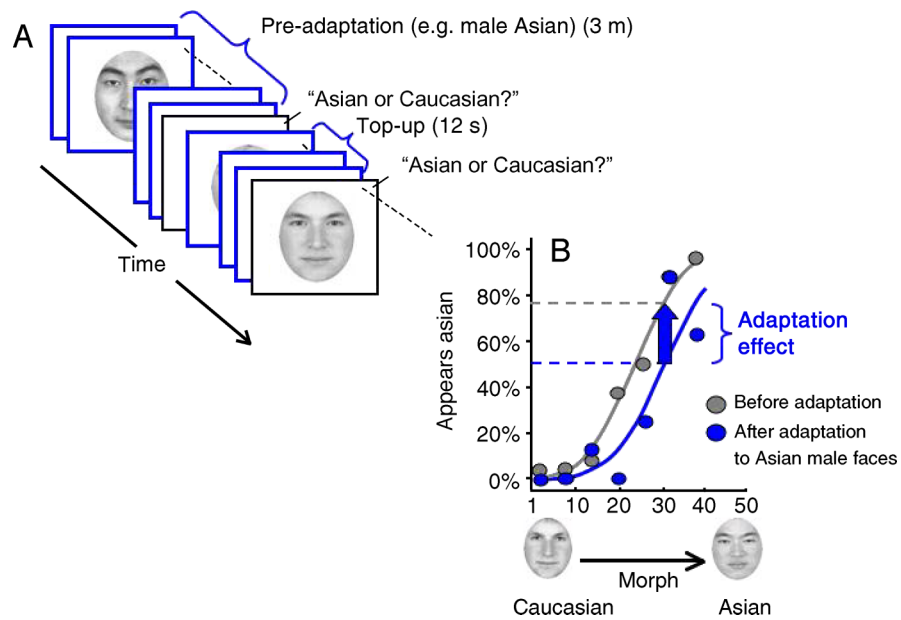 A
Pre-adaptation (e.g. male Asian) (3 m)
“Asian or Caucasian?”
Top-up (12 s)
“Asian or Caucasian?”
Time
B
Appears asian
100%
80%
60%
40%
20%
0%
1 10 20 30 40 50
Adaptation
effect
Before adaptation
After adaptation
to Asian male faces
Morph
Caucasian
Asian